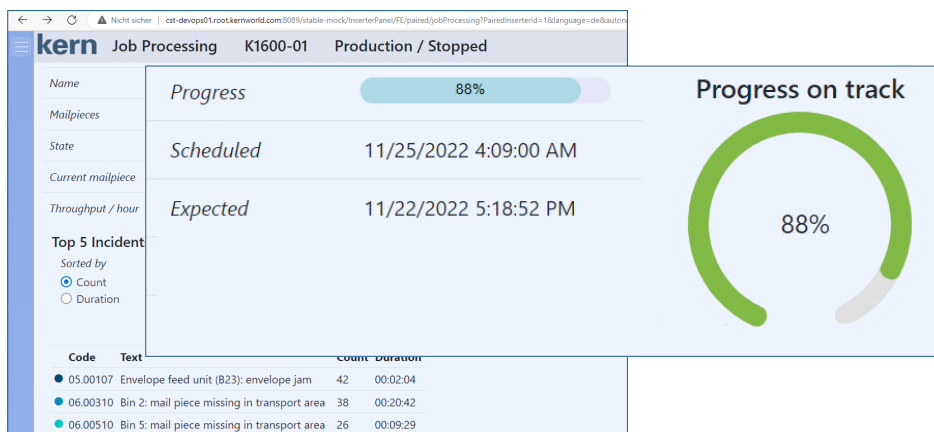 Nicht sicher | cst-devops01.root.kernworld.com:8089/stable-mock/InserterPanel/FE/paired/jobProcessing?PairedInserterId=1&language=de&auton
kern Job Processing K1600-01 Production / Stopped
Name
Mailpieces
State
Current mailpiece
Throughput / hour
Top 5 Incident
Sorted by
Count
Duration
Progress 88%
Scheduled 11/25/2022 4:09:00 AM
Expected 11/22/2022 5:18:52 PM
Progress on track
88%
Code Text Count Duration
05.00107 Envelope feed unit (B23): envelope jam 42 00:02:04
06.00310 Bin 2: mail piece missing in transport area 38 00:20:42
06.00510 Bin 5: mail piece missing in transport area 26 00:09:29